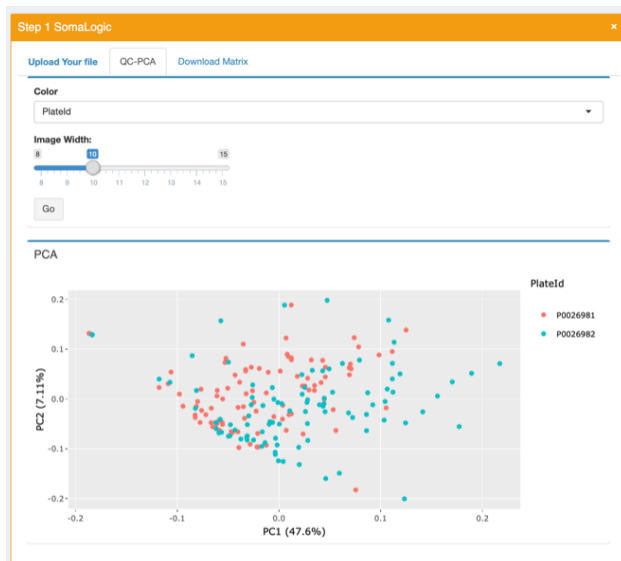 Step 1 SomaLogic ×
Upload Your file QC-PCA Download Matrix
Color
PlateId
Image Width:
8 10 15
8 9 10 11 12 13 14 15
Go
PCA
PlateId
P0026981
P0026982
0.2
0.1
0.0
-0.1
-0.2
PC2 (7.11%)
-0.2 -0.1 0.0 0.1 0.2
PC1 (47.6%)